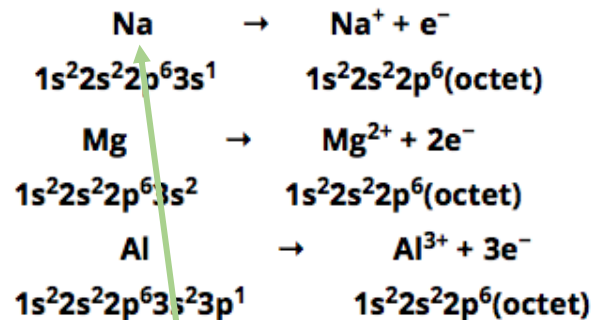 Na → Na⁺ + e⁻
1s²2s²2p⁶3s¹ 1s²2s²2p⁶(octet)
Mg → Mg²⁺ + 2e⁻
1s²2s²2p⁶3s² 1s²2s²2p⁶(octet)
Al → Al³⁺ + 3e⁻
1s²2s²2p⁶3s²3p¹ 1s²2s²2p⁶(octet)